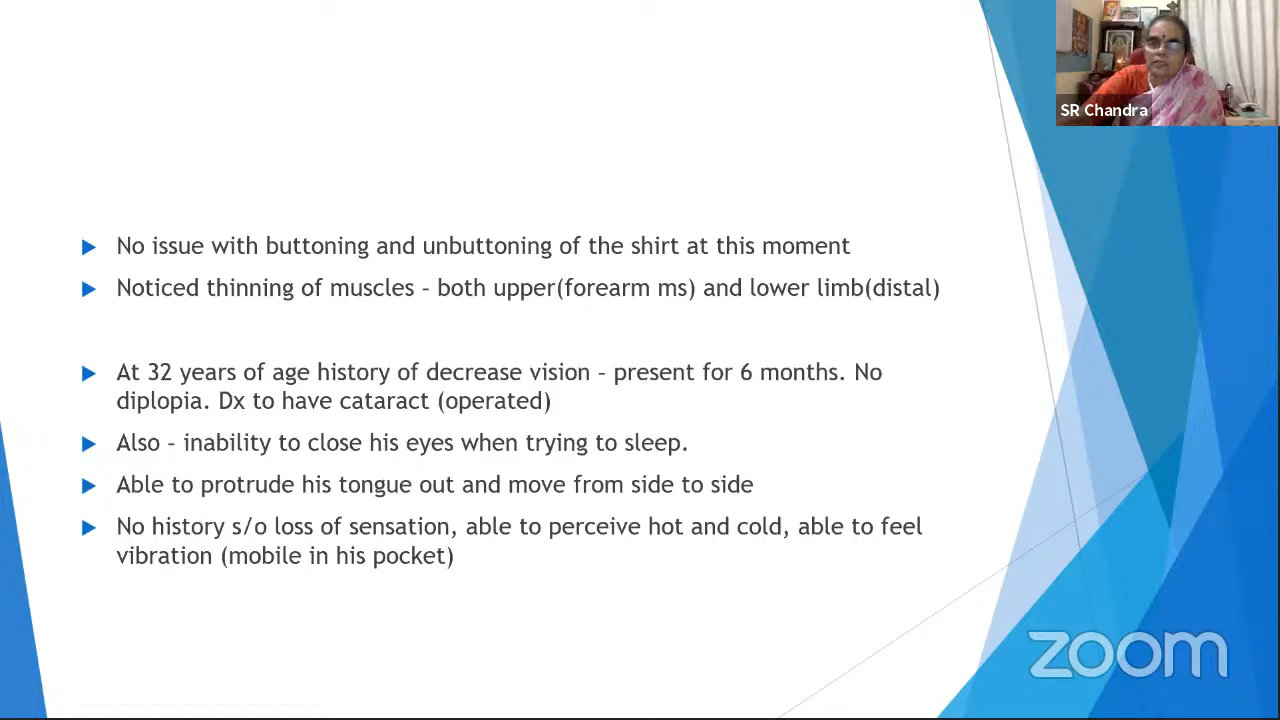 SR Chandra
No issue with buttoning and unbuttoning of the shirt at this moment
Noticed thinning of muscles – both upper(forearm ms) and lower limb(distal)
At 32 years of age history of decrease vision – present for 6 months. No
diplopia. Dx to have cataract (operated)
Also – inability to close his eyes when trying to sleep.
Able to protrude his tongue out and move from side to side
No history s/o loss of sensation, able to perceive hot and cold, able to feel
vibration (mobile in his pocket)
zoom